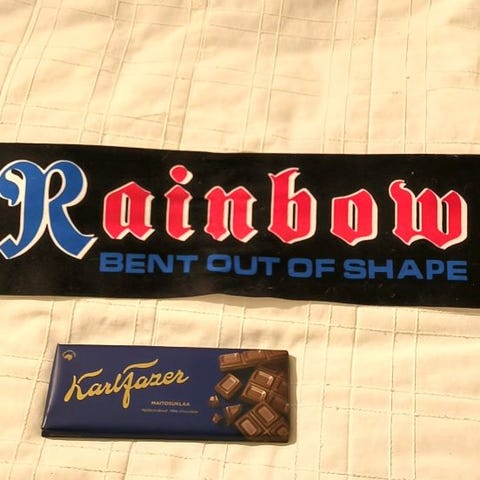 Rainbow
BENT OUT OF SHAPE
Karl Fazer
MAITOSUKLAA